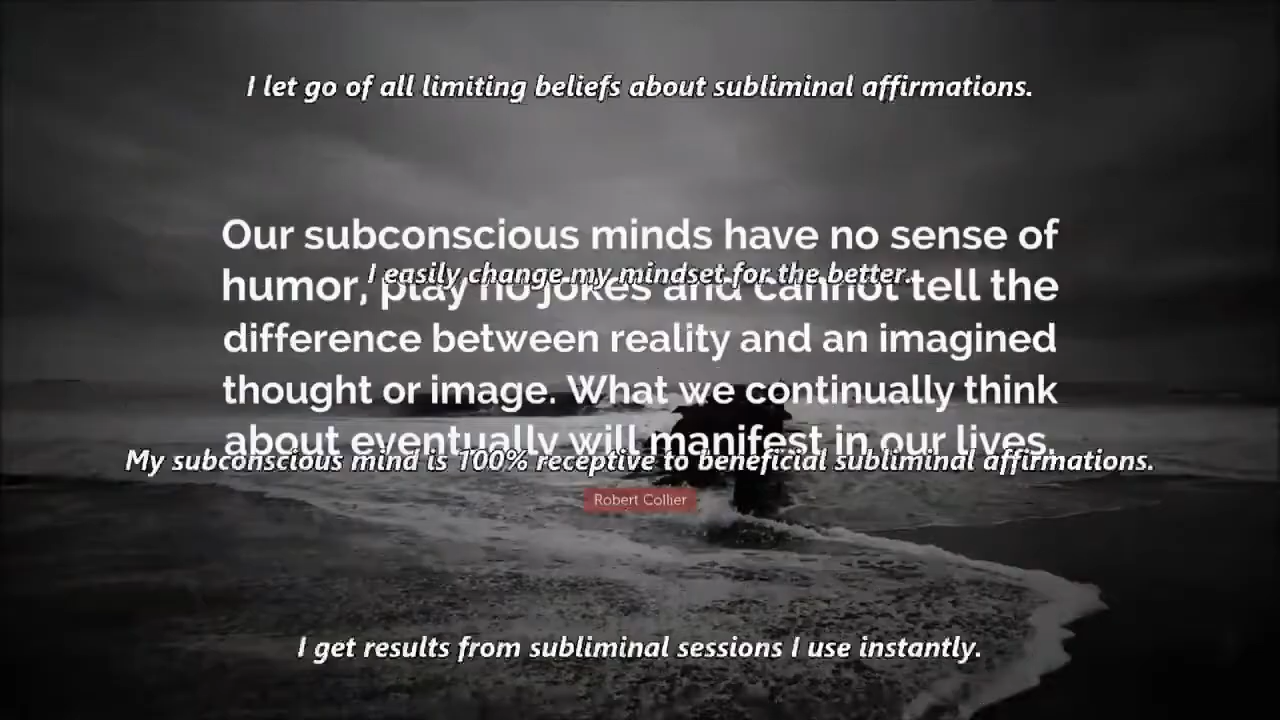 I let go of all limiting beliefs about subliminal affirmations.
Our subconscious minds have no sense of
I easily change my mindset for the better.
humor, play no jokes and cannot tell the
difference between reality and an imagined
thought or image. What we continually think
about eventually will manifest in our lives.
My subconscious mind is 100% receptive to beneficial subliminal affirmations.
Robert Collier
I get results from subliminal sessions I use instantly.